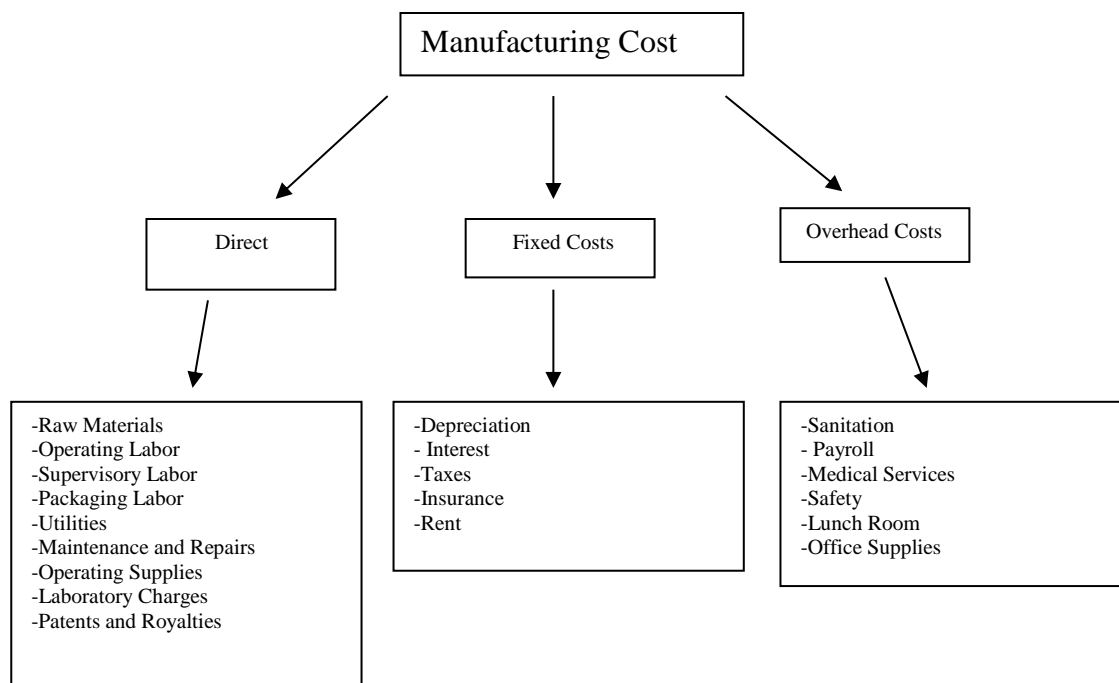 Manufacturing Cost
Direct
Fixed Costs
Overhead Costs
-Raw Materials
-Operating Labor
-Supervisory Labor
-Packaging Labor
-Utilities
-Maintenance and Repairs
-Operating Supplies
-Laboratory Charges
-Patents and Royalties
-Depreciation
- Interest
-Taxes
-Insurance
-Rent
-Sanitation
- Payroll
-Medical Services
-Safety
-Lunch Room
-Office Supplies